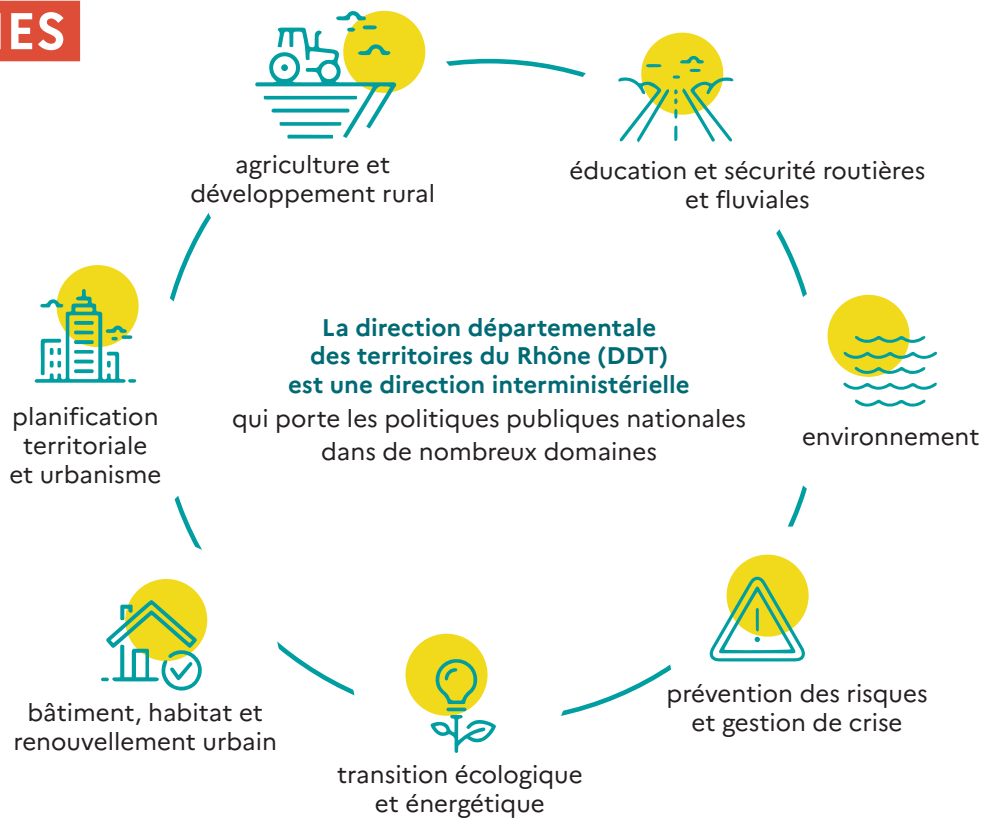 agriculture et
développement rural
éducation et sécurité routières
et fluviales
La direction départementale
des territoires du Rhône (DDT)
est une direction interministérielle
qui porte les politiques publiques nationales
dans de nombreux domaines
planification
territoriale
et urbanisme
environnement
bâtiment, habitat et
renouvellement urbain
transition écologique
et énergétique
prévention des risques
et gestion de crise